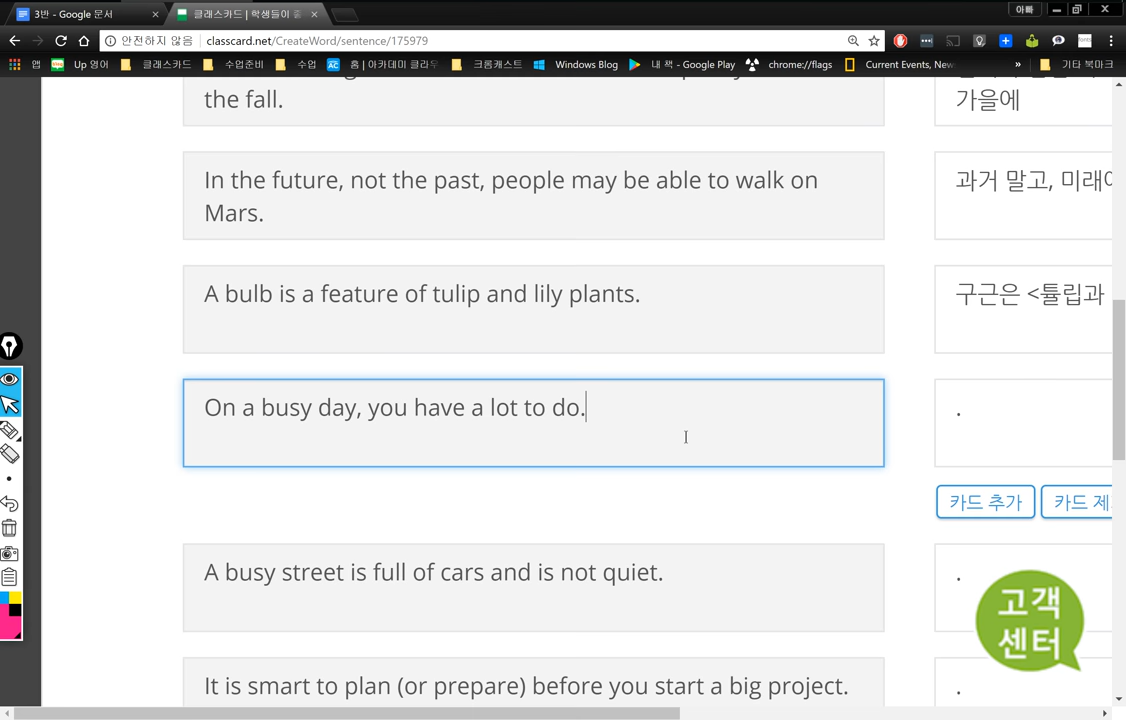 3반 - Google 문서
클래스카드 | 학생들이 좋
아빠
안전하지 않음
classcard.net/CreateWord/sentence/175979
앱
Up 영어
클래스카드
수업준비
수업
홈 | 아카데미 클라우
크롬캐스트
Windows Blog
내 책 - Google Play
chrome://flags
Current Events, New
»
기타 북마크
the fall.
가을에
In the future, not the past, people may be able to walk on
Mars.
과거 말고, 미래에
A bulb is a feature of tulip and lily plants.
구근은 <튤립과
On a busy day, you have a lot to do.
.
카드 추가
카드 제
A busy street is full of cars and is not quiet.
.
고객
센터
It is smart to plan (or prepare) before you start a big project.
.